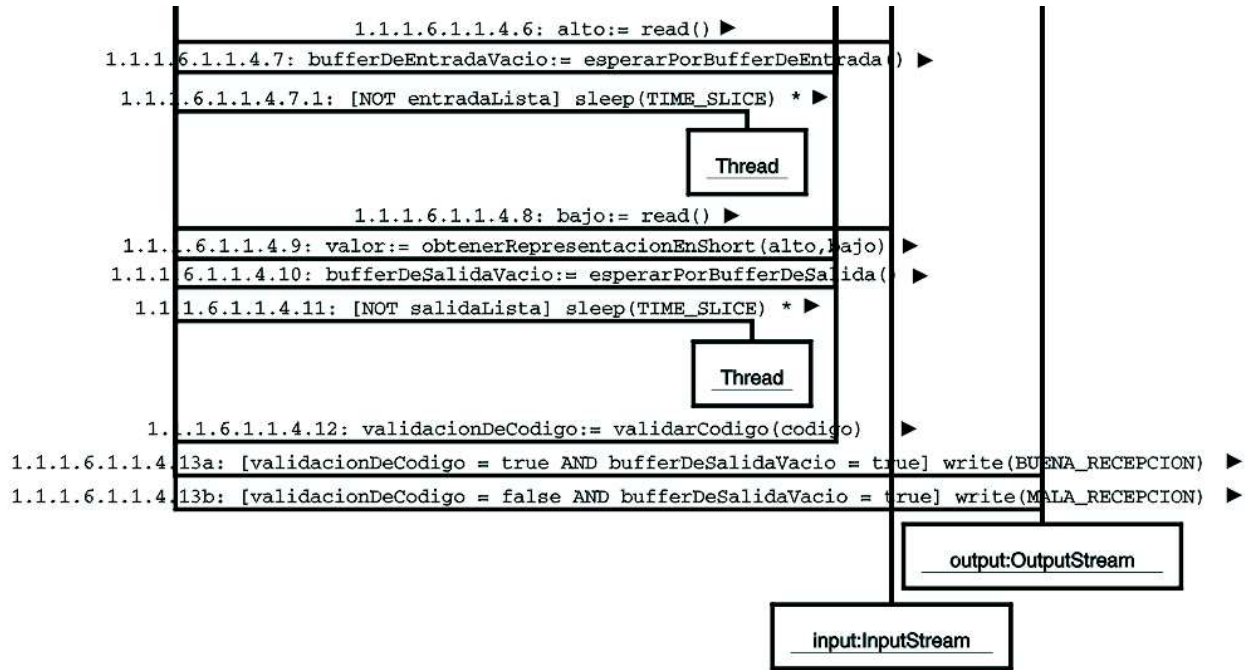 1.1.1.6.1.1.4.6: alto:= read() ►
1.1.1.6.1.1.4.7: bufferDeEntradaVacio:= esperarPorBufferDeEntrada() ►
1.1.1.6.1.1.4.7.1: [NOT entradaLista] sleep(TIME_SLICE) * ►
Thread
1.1.1.6.1.1.4.8: bajo:= read() ►
1.1.1.6.1.1.4.9: valor:= obtenerRepresentacionEnShort(alto,bajo) ►
1.1.1.6.1.1.4.10: bufferDeSalidaVacio:= esperarPorBufferDeSalida() ►
1.1.1.6.1.1.4.11: [NOT salidaLista] sleep(TIME_SLICE) * ►
Thread
1.1.1.6.1.1.4.12: validacionDeCodigo:= validarCodigo(codigo) ►
1.1.1.6.1.1.4.13a: [validacionDeCodigo = true AND bufferDeSalidaVacio = true] write(BUENA_RECEPCION) ►
1.1.1.6.1.1.4.13b: [validacionDeCodigo = false AND bufferDeSalidaVacio = true] write(MALA_RECEPCION) ►
output:OutputStream
input:InputStream